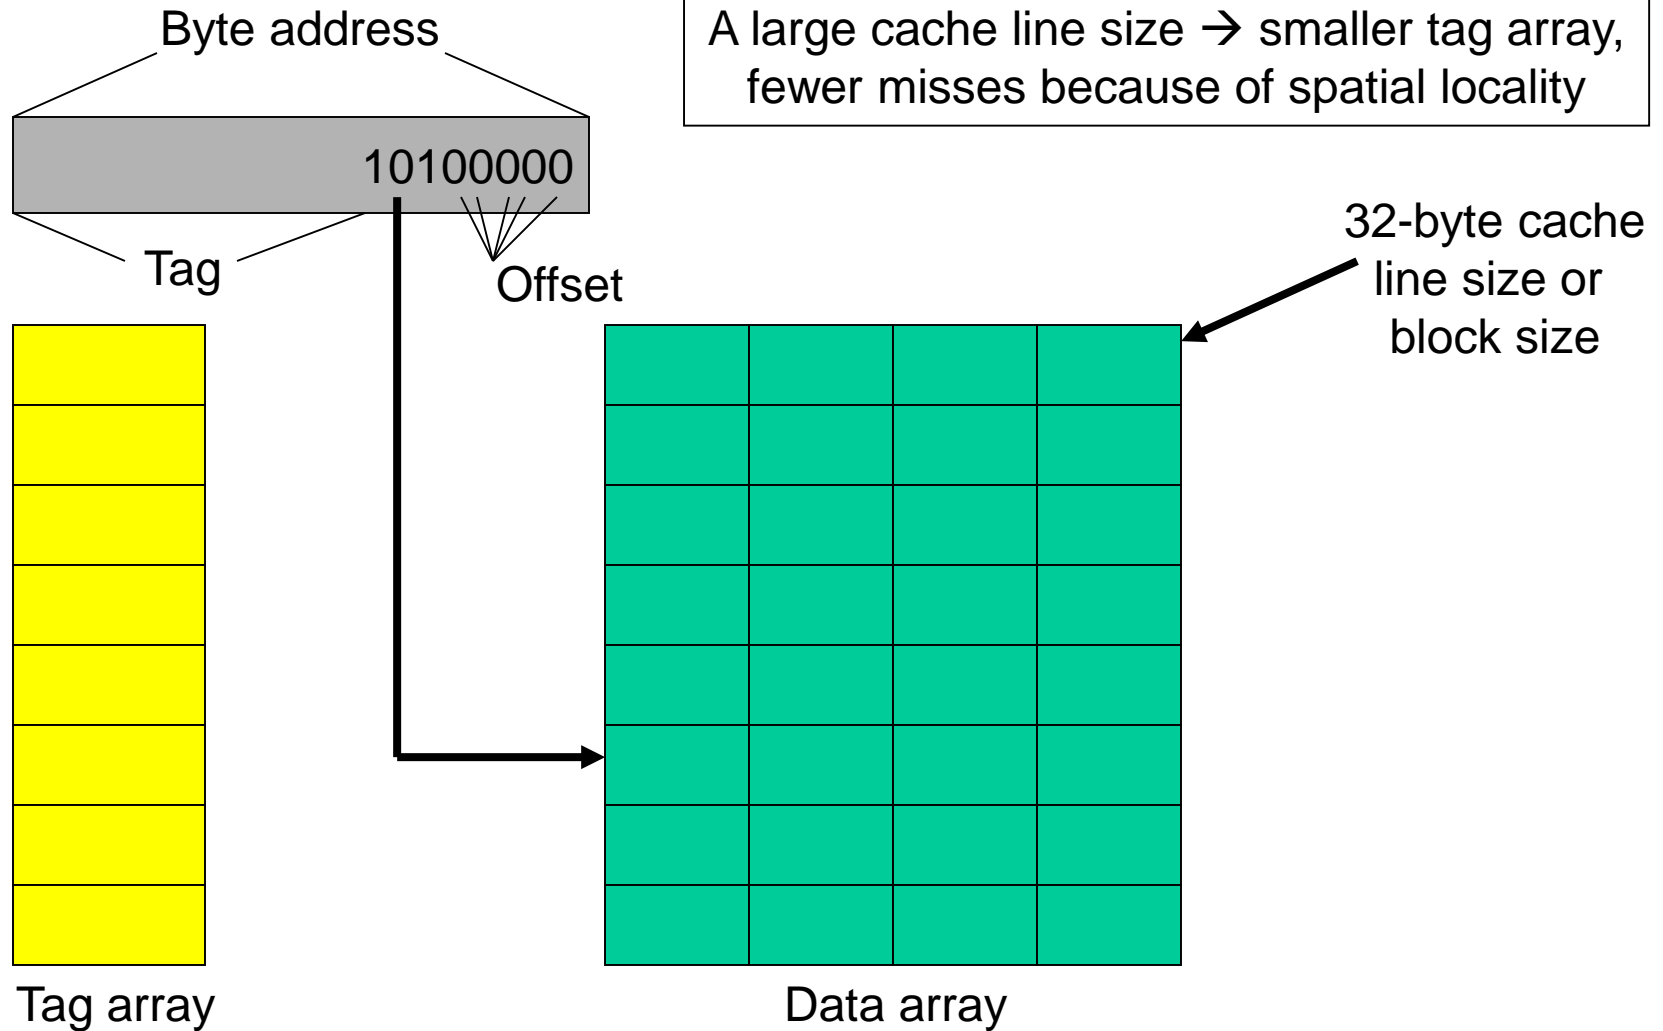 Byte address
A large cache line size → smaller tag array,
fewer misses because of spatial locality
10100000
32-byte cache
line size or
block size
Tag
Offset
Tag array
Data array